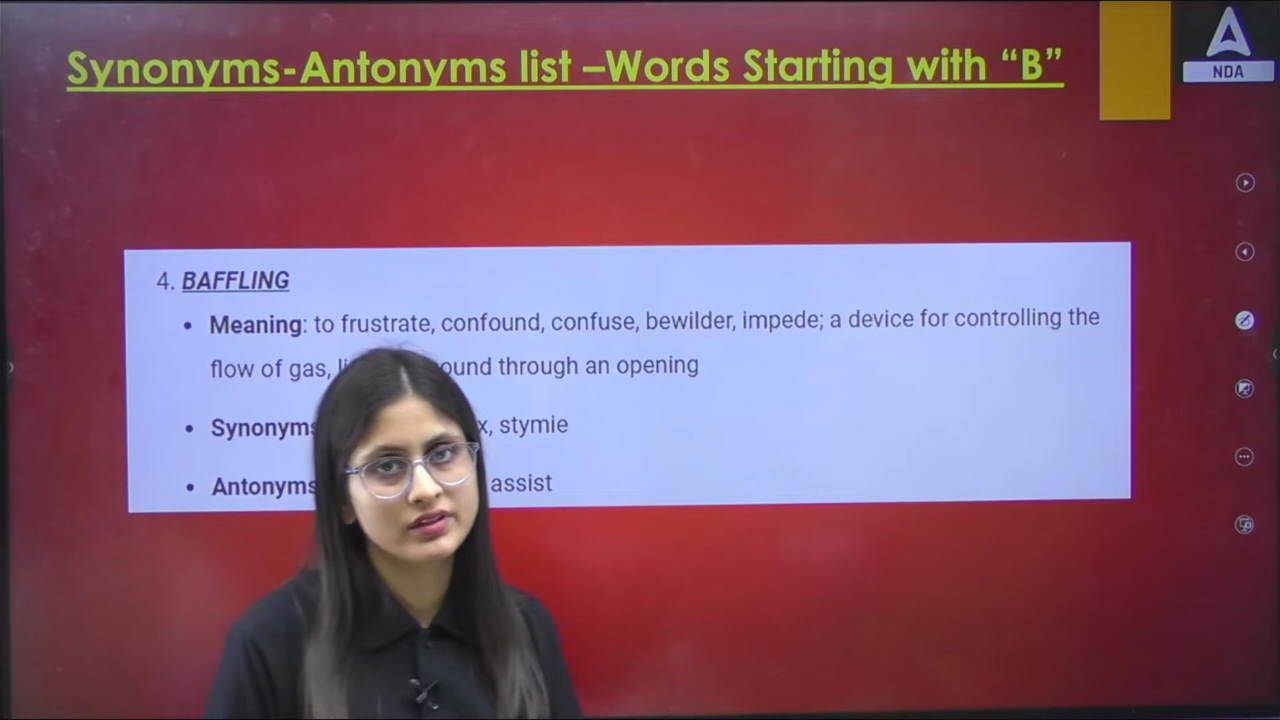 Synonyms-Antonyms list –Words Starting with “B”
NDA
4. BAFFLING
• Meaning: to frustrate, confound, confuse, bewilder, impede; a device for controlling the
flow of gas, ound through an opening
• Synonyms x, stymie
• Antonyms assist